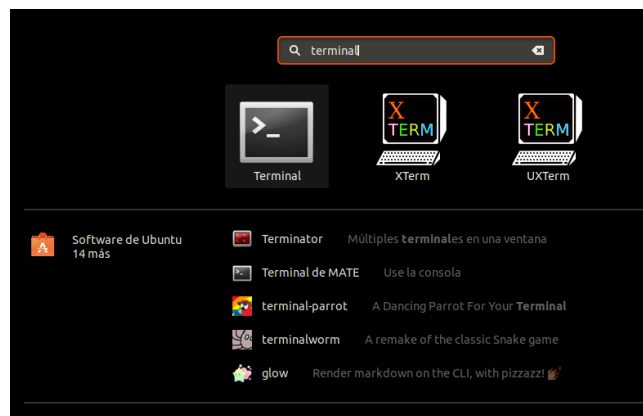 terminal
X
TERM
X
TERM
>_
Terminal
XTerm
UXTerm
Software de Ubuntu
14 más
Terminator Múltiples terminales en una ventana
Terminal de MATE Use la consola
terminal-parrot A Dancing Parrot For Your Terminal
terminalworm A remake of the classic Snake game
glow Render markdown on the CLI, with pizzazz!